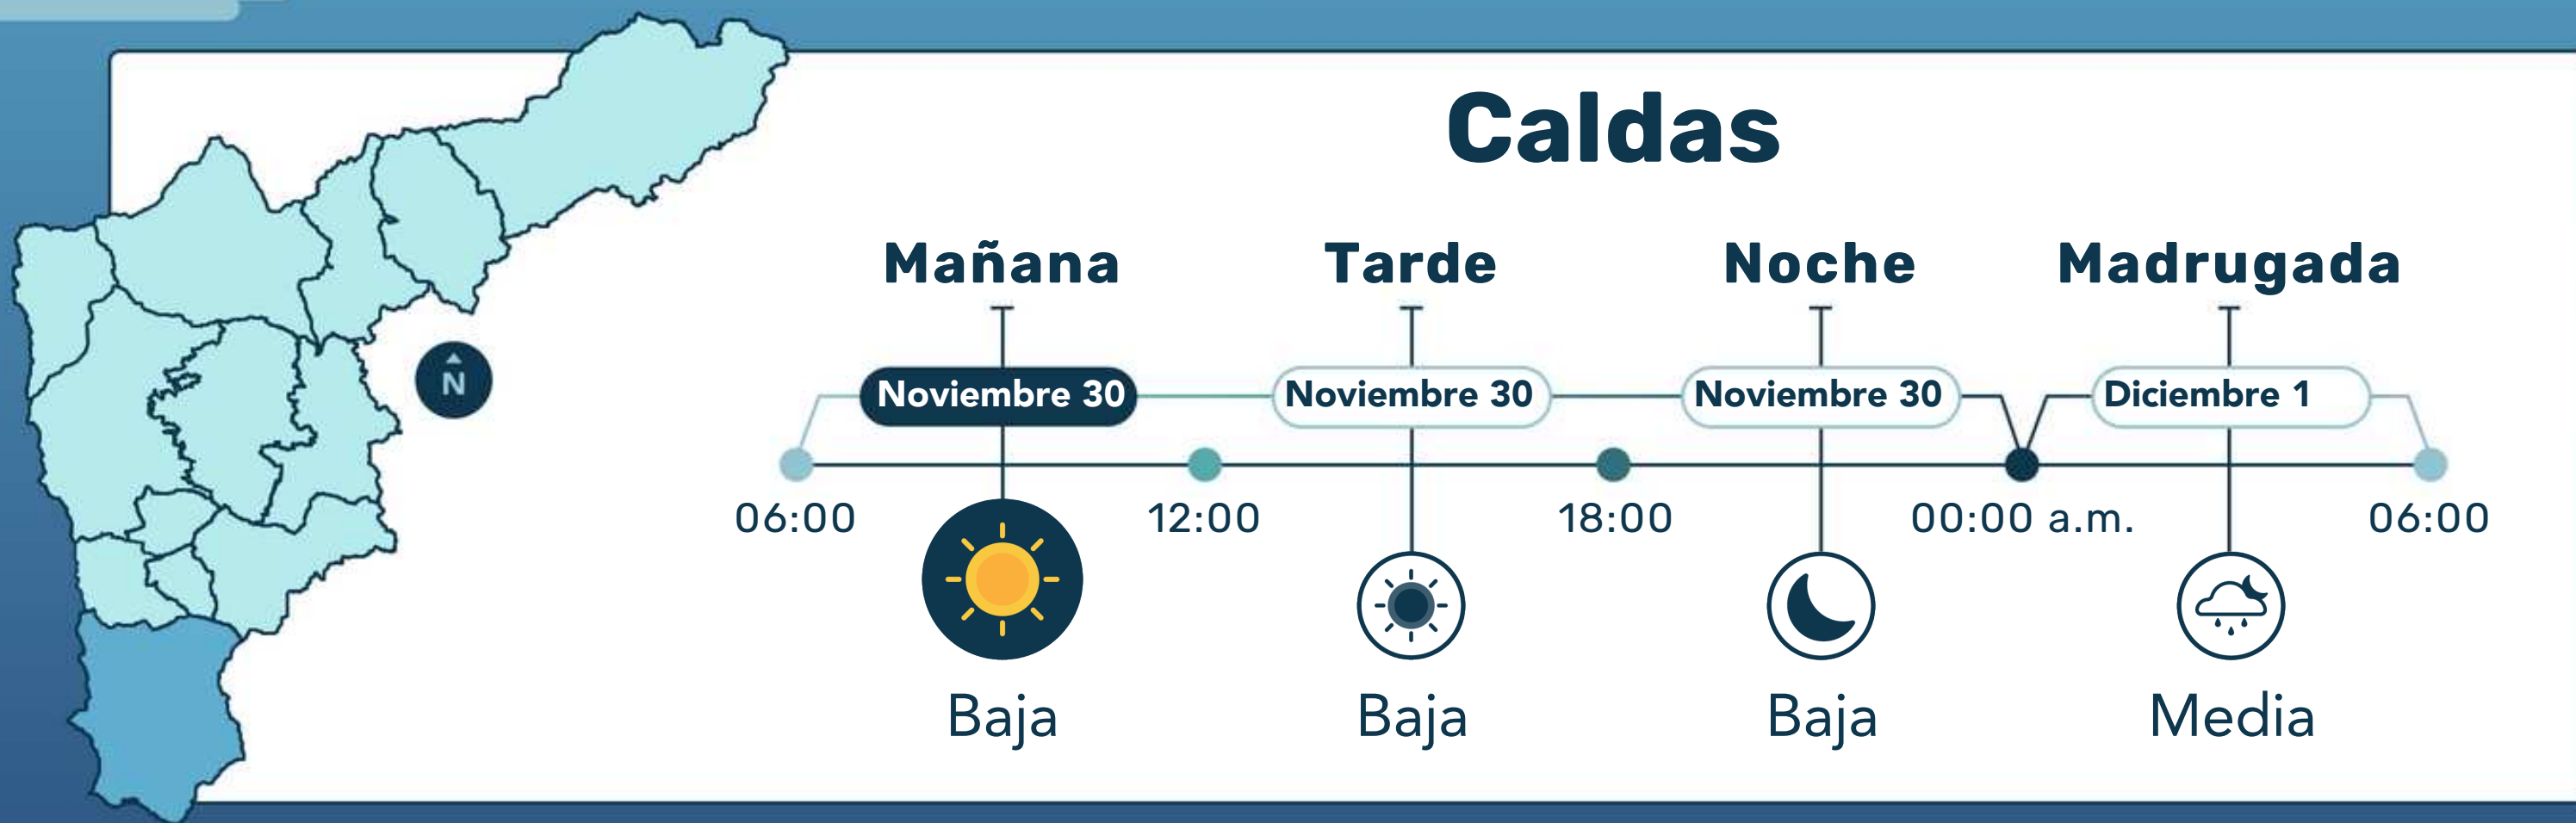 Caldas
Mañana Tarde Noche Madrugada
N
Noviembre 30 Noviembre 30 Noviembre 30 Diciembre 1
06:00 12:00 18:00 00:00 a.m. 06:00
Baja Baja Baja Media